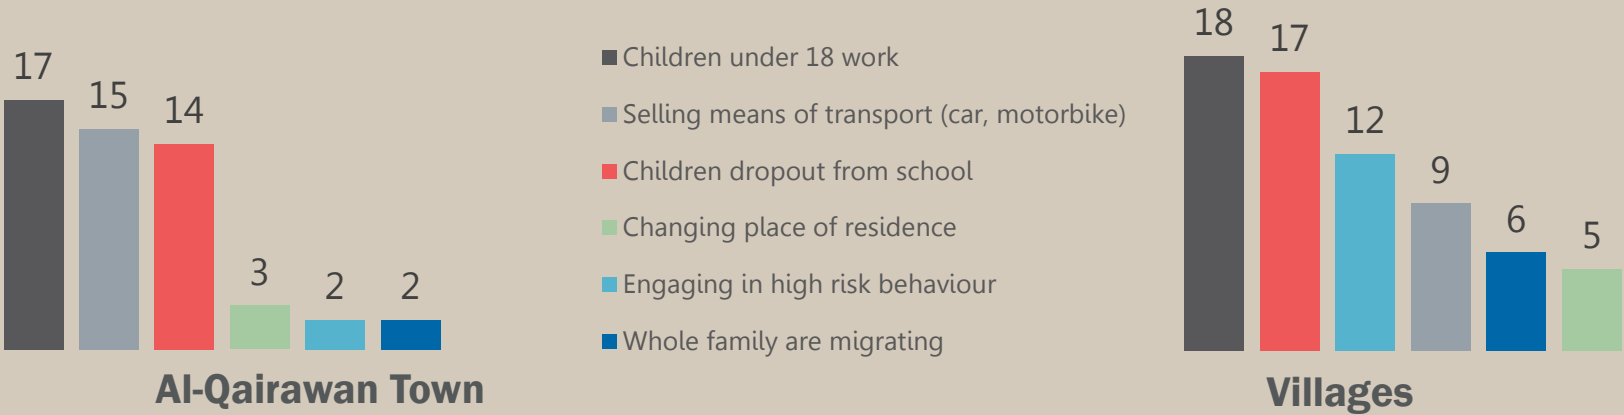 17
15
14
3
2
2
Al-Qairawan Town
Children under 18 work
Selling means of transport (car, motorbike)
Children dropout from school
Changing place of residence
Engaging in high risk behaviour
Whole family are migrating
18
17
12
9
6
5
Villages